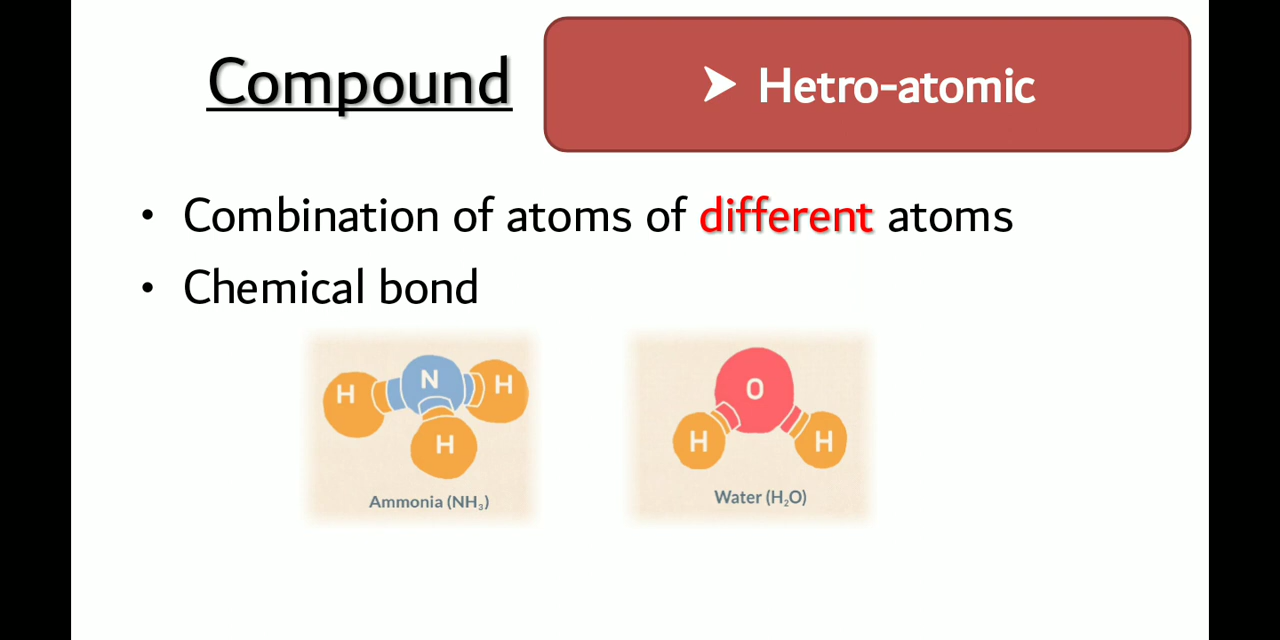 Compound
➤ Hetro-atomic
• Combination of atoms of different atoms
• Chemical bond
H N H
H
Ammonia (NH₃)
O
H H
Water (H₂O)